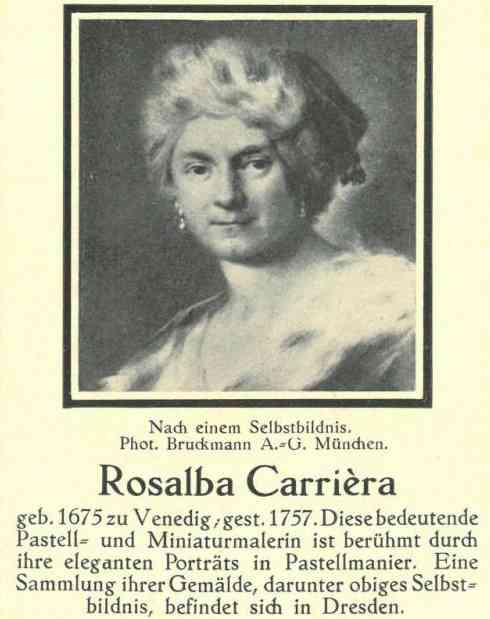 Nach einem Selbstbildnis.
Phot. Bruckmann A.=G. München.
Rosalba Carrièra
geb. 1675 zu Venedig, gest. 1757. Diese bedeutende
Pastell= und Miniaturmalerin ist berühmt durch
ihre eleganten Porträts in Pastellmanier. Eine
Sammlung ihrer Gemälde, darunter obiges Selbst=
bildnis, befindet sich in Dresden.